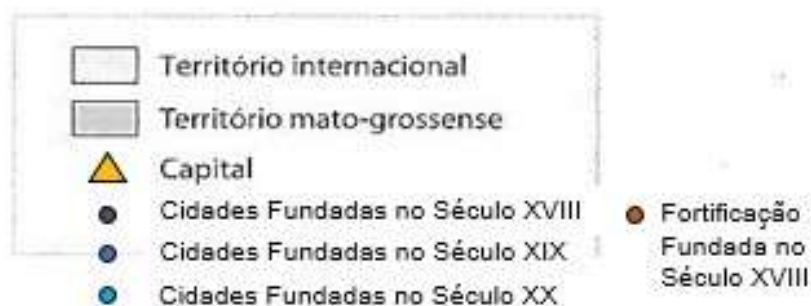 Território internacional
Território mato-grossense
Capital
Cidades Fundadas no Século XVIII
Cidades Fundadas no Século XIX
Cidades Fundadas no Século XX
Fortificação
Fundada no
Século XVIII